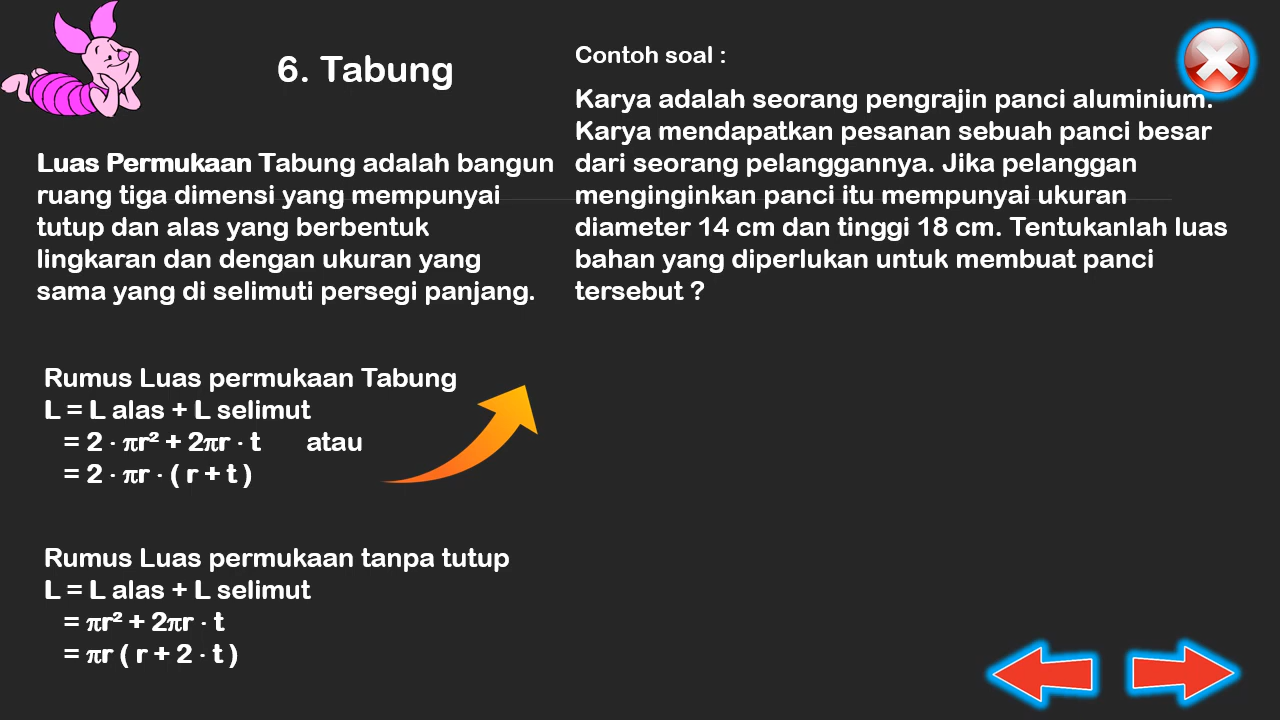 6. Tabung
Luas Permukaan Tabung adalah bangun
ruang tiga dimensi yang mempunyai
tutup dan alas yang berbentuk
lingkaran dan dengan ukuran yang
sama yang di selimuti persegi panjang.
Rumus Luas permukaan Tabung
L = L alas + L selimut
= 2 · πr² + 2πr · t atau
= 2 · πr · ( r + t )
Rumus Luas permukaan tanpa tutup
L = L alas + L selimut
= πr² + 2πr · t
= πr ( r + 2 · t )
Contoh soal :
Karya adalah seorang pengrajin panci aluminium.
Karya mendapatkan pesanan sebuah panci besar
dari seorang pelanggannya. Jika pelanggan
menginginkan panci itu mempunyai ukuran
diameter 14 cm dan tinggi 18 cm. Tentukanlah luas
bahan yang diperlukan untuk membuat panci
tersebut ?